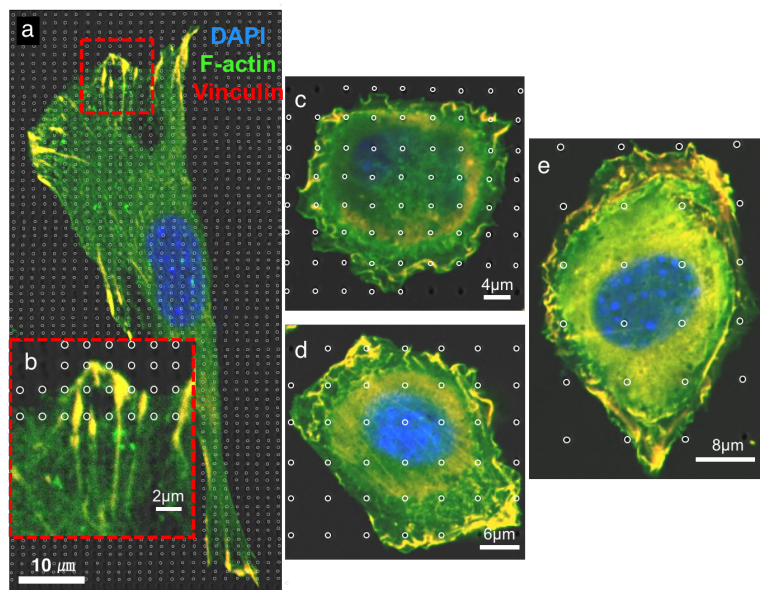 a
DAPI
F-actin
Vinculin
b
2μm
10 μm
c
4μm
d
6μm
e
8μm